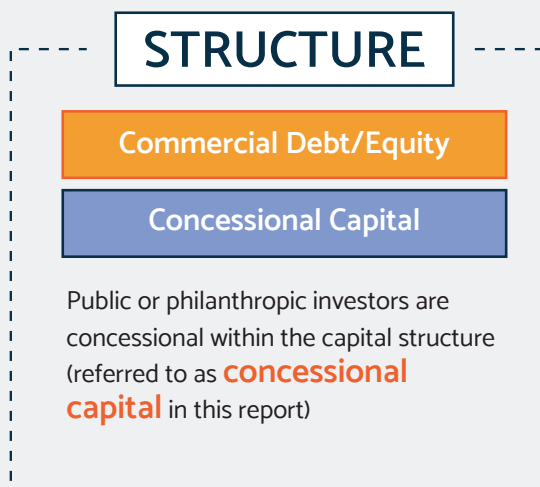 STRUCTURE
Commercial Debt/Equity
Concessional Capital
Public or philanthropic investors are
concessional within the capital structure
(referred to as concessional
capital in this report)